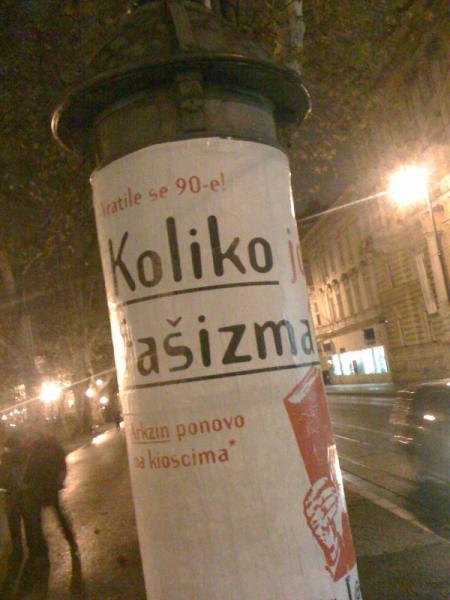 Vratile se 90-e!
Koliko
fašizma
Arkzin ponovo
na kioscima*